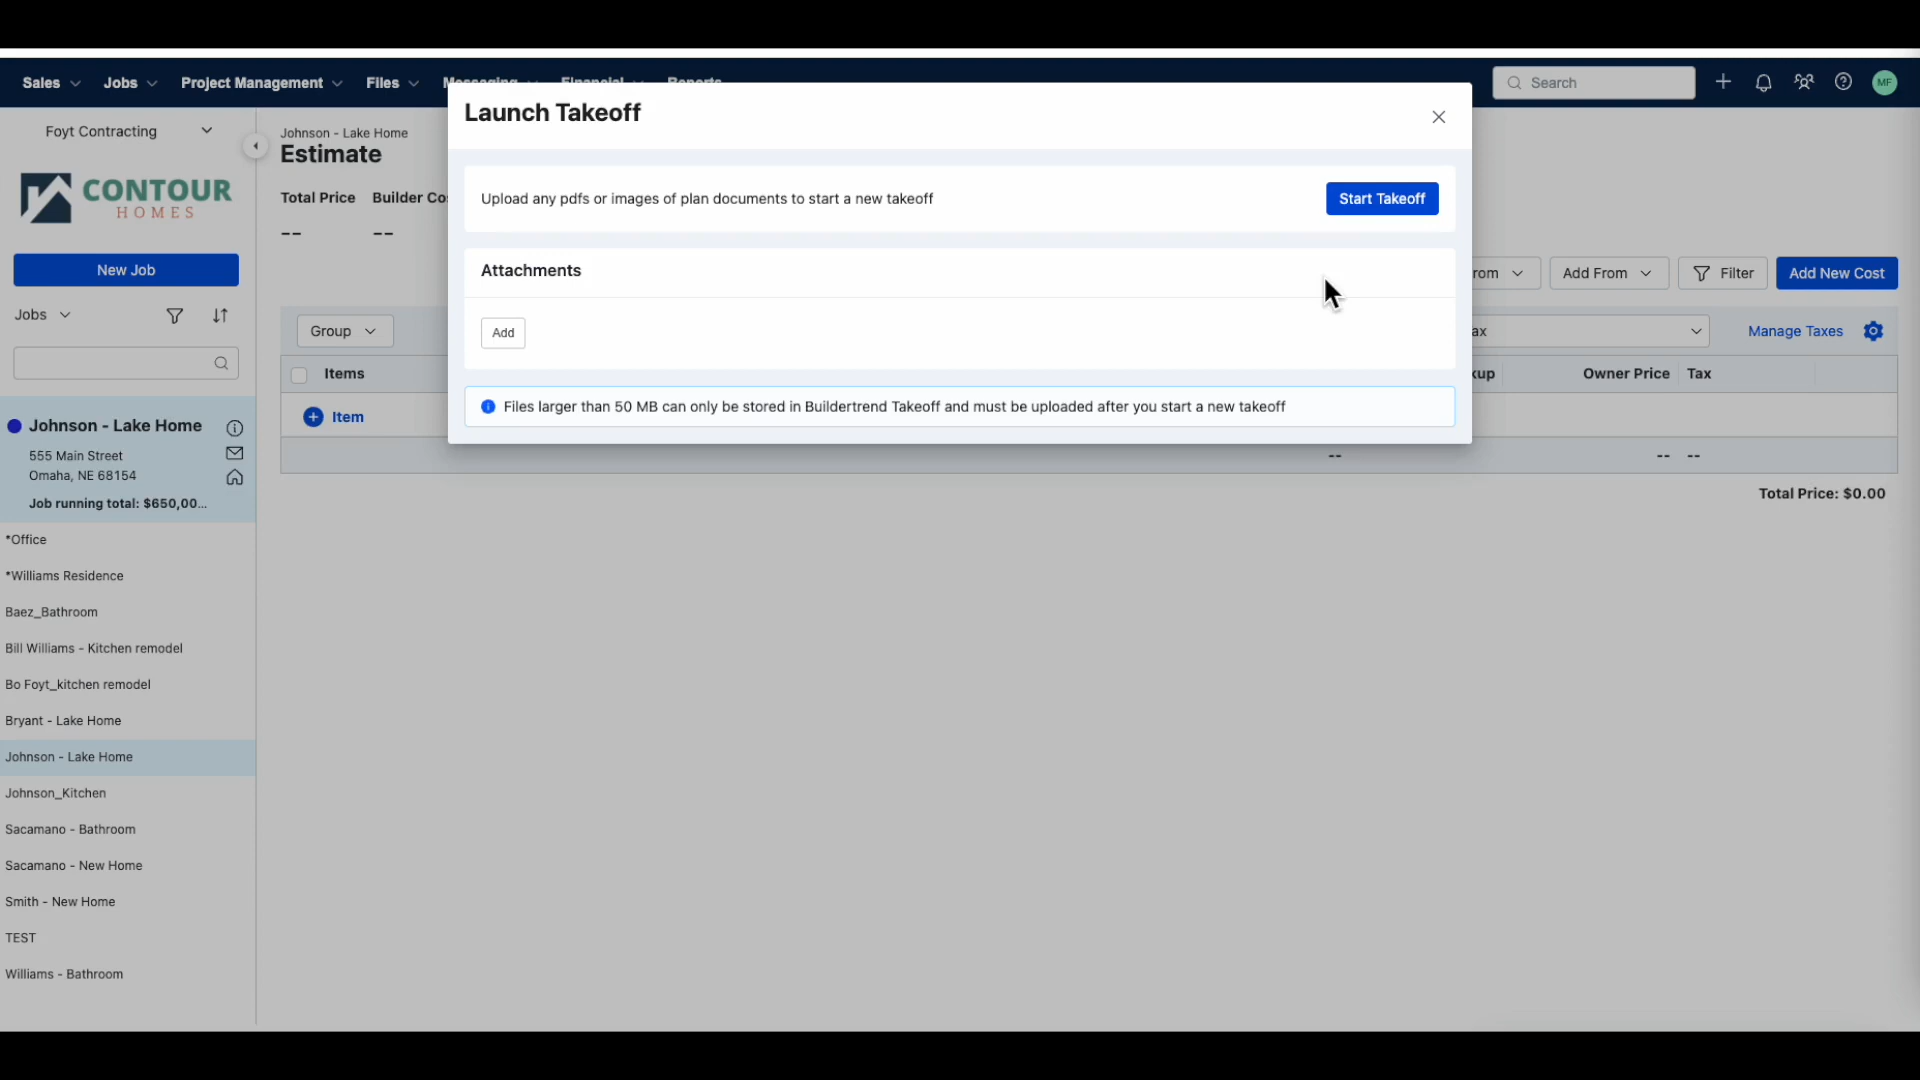 Sales
Jobs
Project Management
Files
Search
MF
Launch Takeoff
Upload any pdfs or images of plan documents to start a new takeoff
Start Takeoff
Attachments
Add
Files larger than 50 MB can only be stored in Buildertrend Takeoff and must be uploaded after you start a new takeoff
Foyt Contracting
CONTOUR
HOMES
New Job
Jobs
Johnson - Lake Home
555 Main Street
Omaha, NE 68154
Job running total: $650,00...
*Office
*Williams Residence
Baez_Bathroom
Bill Williams - Kitchen remodel
Bo Foyt_kitchen remodel
Bryant - Lake Home
Johnson - Lake Home
Johnson_Kitchen
Sacamano - Bathroom
Sacamano - New Home
Smith - New Home
TEST
Williams - Bathroom
Johnson - Lake Home
Estimate
Total Price Builder Co
-- --
rom
Add From
Filter
Add New Cost
Group
ax
Manage Taxes
Items
kup
Owner Price
Tax
Item
-- -- --
Total Price: $0.00